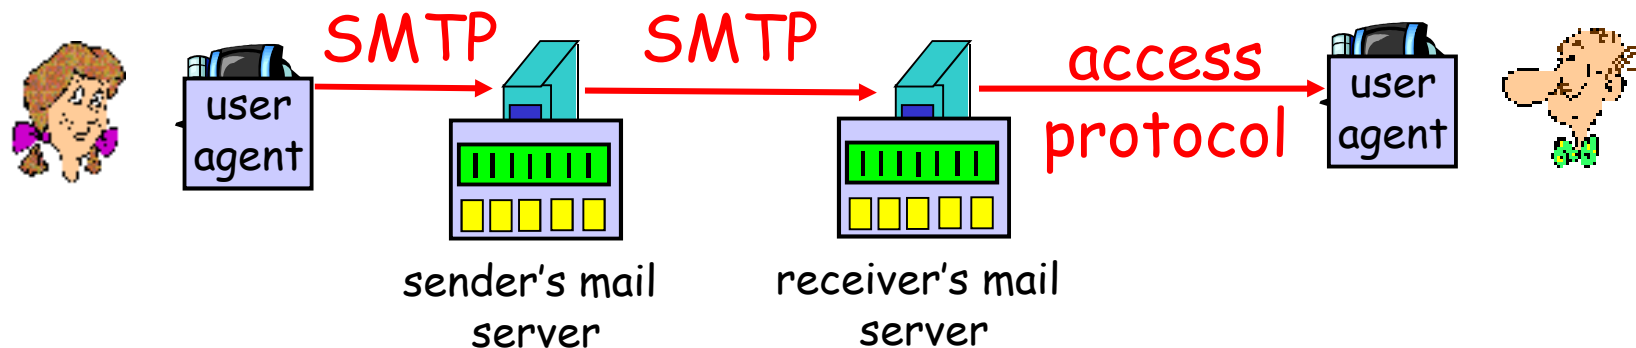 SMTP
SMTP
access
protocol
user
agent
user
agent
sender's mail
server
receiver's mail
server